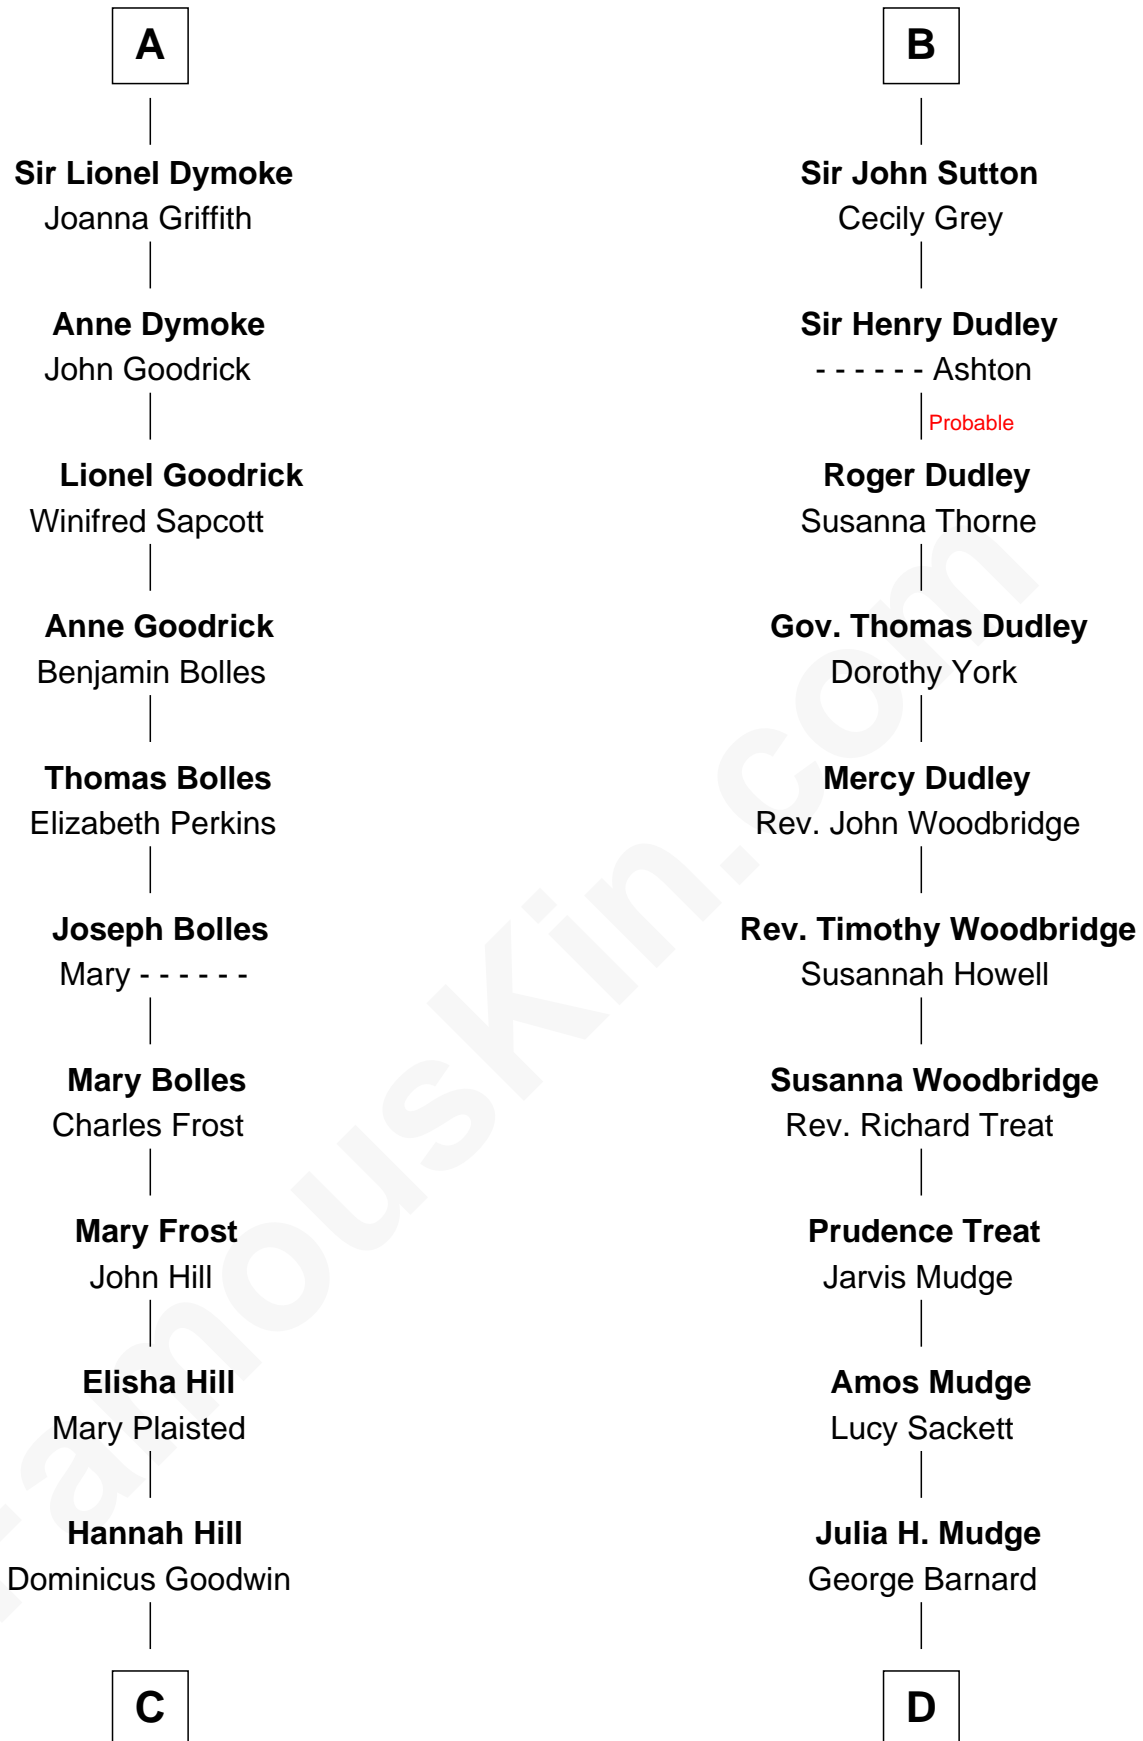 A
Sir Lionel Dymoke
Joanna Griffith
Anne Dymoke
John Goodrick
Lionel Goodrick
Winifred Sapcott
Anne Goodrick
Benjamin Bolles
Thomas Bolles
Elizabeth Perkins
Joseph Bolles
Mary - - - - - -
Mary Bolles
Charles Frost
Mary Frost
John Hill
Elisha Hill
Mary Plaisted
Hannah Hill
Dominicus Goodwin
C
B
Sir John Sutton
Cecily Grey
Sir Henry Dudley
- - - - - - Ashton
Probable
Roger Dudley
Susanna Thorne
Gov. Thomas Dudley
Dorothy York
Mercy Dudley
Rev. John Woodbridge
Rev. Timothy Woodbridge
Susannah Howell
Susanna Woodbridge
Rev. Richard Treat
Prudence Treat
Jarvis Mudge
Amos Mudge
Lucy Sackett
Julia H. Mudge
George Barnard
D
FamousKin.com